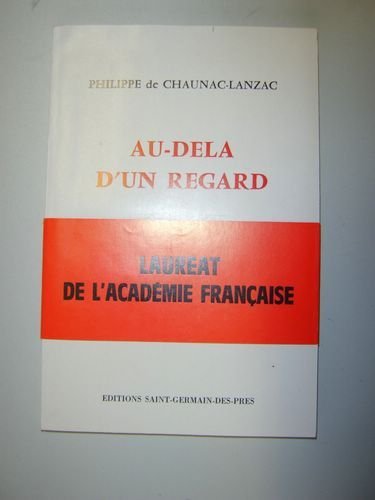 PHILIPPE de CHAUNAC-LANZAC
AU-DELA
D'UN REGARD
LAURÉAT
DE L'ACADÉMIE FRANÇAISE
EDITIONS SAINT-GERMAIN-DES-PRES